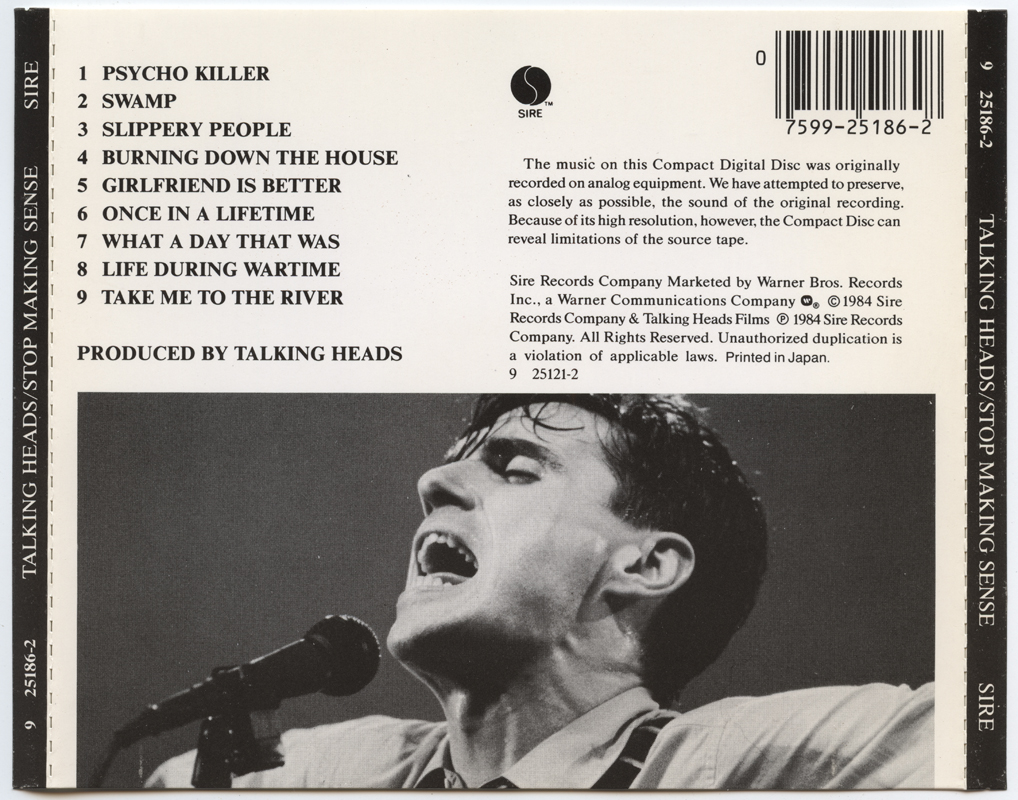 SIRE
TALKING HEADS/STOP MAKING SENSE
9 25186-2
1 PSYCHO KILLER
2 SWAMP
3 SLIPPERY PEOPLE
4 BURNING DOWN THE HOUSE
5 GIRLFRIEND IS BETTER
6 ONCE IN A LIFETIME
7 WHAT A DAY THAT WAS
8 LIFE DURING WARTIME
9 TAKE ME TO THE RIVER
PRODUCED BY TALKING HEADS
SIRE™
0
7599-25186-2
The music on this Compact Digital Disc was originally
recorded on analog equipment. We have attempted to preserve,
as closely as possible, the sound of the original recording.
Because of its high resolution, however, the Compact Disc can
reveal limitations of the source tape.
Sire Records Company Marketed by Warner Bros. Records
Inc., a Warner Communications Company W® ©1984 Sire
Records Company & Talking Heads Films ℗ 1984 Sire Records
Company. All Rights Reserved. Unauthorized duplication is
a violation of applicable laws. Printed in Japan.
9 25121-2
9 25186-2
TALKING HEADS/STOP MAKING SENSE
SIRE